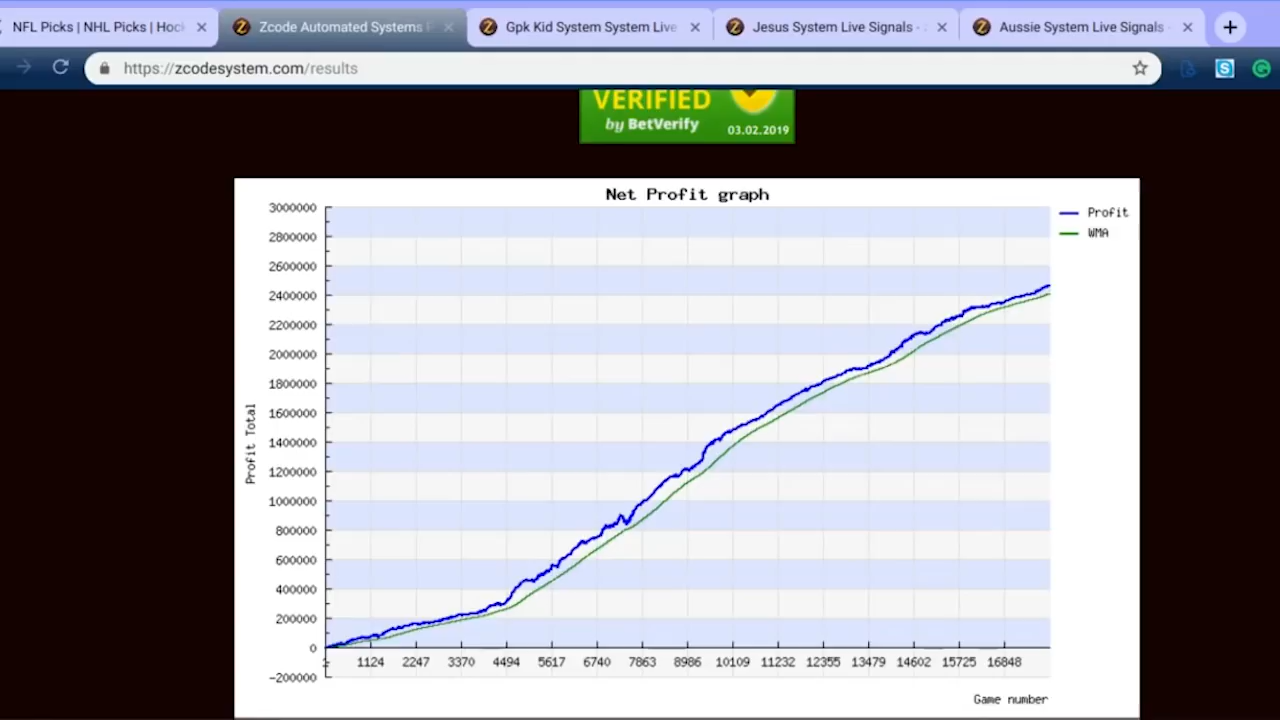 NFL Picks | NHL Picks | Hock
Zcode Automated Systems
Gpk Kid System System Live
Jesus System Live Signals -
Aussie System Live Signals -
https://zcodesystem.com/results
VERIFIED
by BetVerify
03.02.2019
Net Profit graph
Profit
WMA
3000000
2800000
2600000
2400000
2200000
2000000
1800000
1600000
1400000
1200000
1000000
800000
600000
400000
200000
0
-200000
Profit Total
1124 2247 3370 4494 5617 6740 7863 8986 10109 11232 12355 13479 14602 15725 16848
Game number